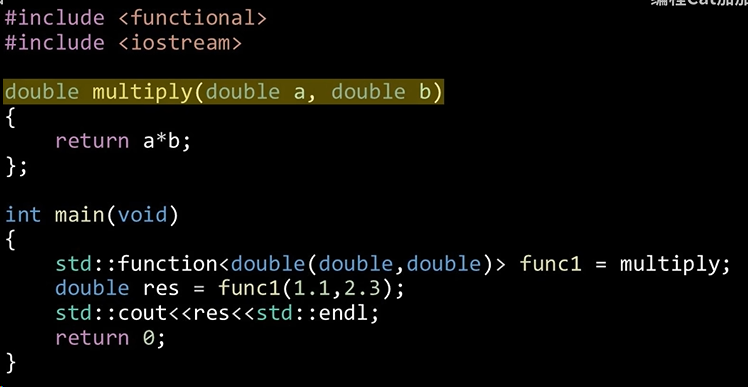 编程Cat加加
#include <functional>
#include <iostream>
double multiply(double a, double b)
{
    return a*b;
};
int main(void)
{
    std::function<double(double,double)> func1 = multiply;
    double res = func1(1.1,2.3);
    std::cout<<res<<std::endl;
    return 0;
}